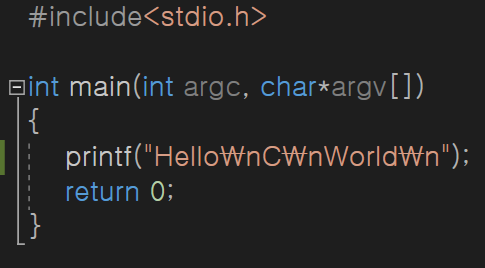 #include<stdio.h>
int main(int argc, char*argv[])
{
printf("Hello₩nC₩nWorld₩n");
return 0;
}